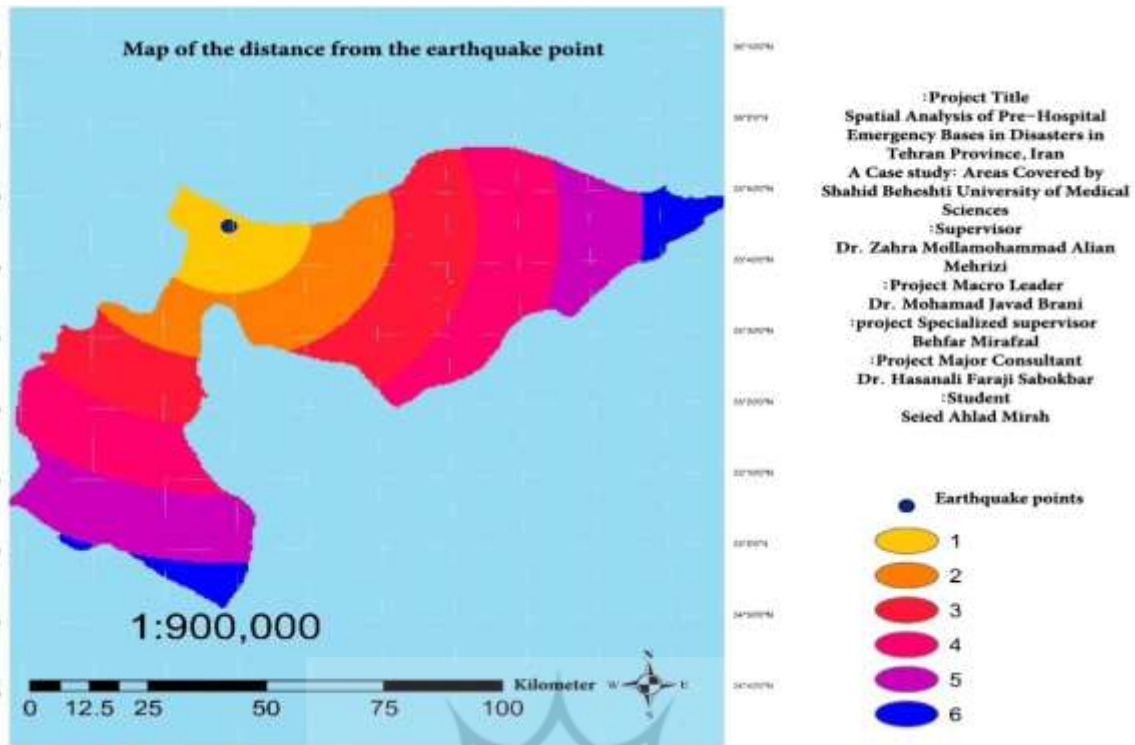 Map of the distance from the earthquake point
:Project Title
Spatial Analysis of Pre-Hospital
Emergency Bases in Disasters in
Tehran Province, Iran
A Case study: Areas Covered by
Shahid Beheshti University of Medical
Sciences
:Supervisor
Dr. Zahra Mollamohammad Alian
Mehrizi
:Project Macro Leader
Dr. Mohamad Javad Brani
:project Specialized supervisor
Behfar Mirafzal
:Project Major Consultant
Dr. Hasanali Faraji Sabokbar
:Student
Seied Ahlad Mirsh
Earthquake points
1
2
3
4
5
6
1:900,000
Kilometer
0 12.5 25 50 75 100
N
W E
S